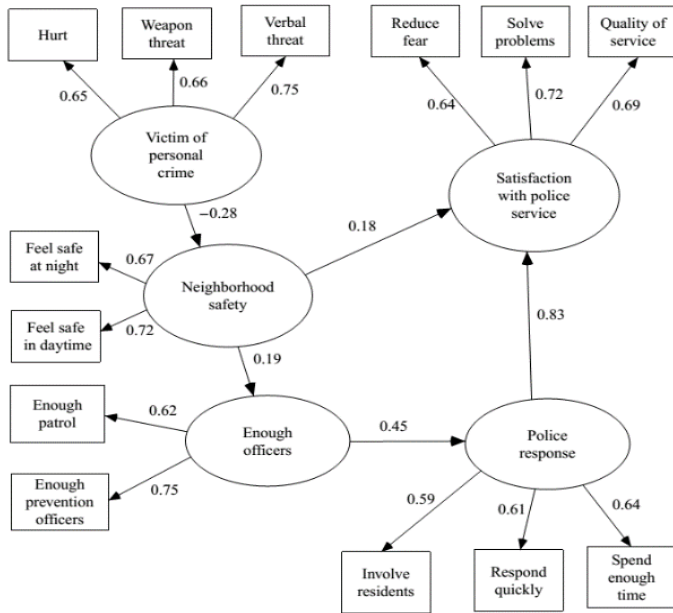 Hurt
Weapon
threat
Verbal
threat
Reduce
fear
Solve
problems
Quality of
service
0.65
0.66
0.75
0.64
0.72
0.69
Victim of
personal
crime
Satisfaction
with police
service
−0.28
0.18
Feel safe
at night
0.67
Neighborhood
safety
Feel safe
in daytime
0.72
0.83
0.19
Enough
patrol
0.62
Enough
officers
0.45
Police
response
Enough
prevention
officers
0.75
0.59
0.61
0.64
Involve
residents
Respond
quickly
Spend
enough
time